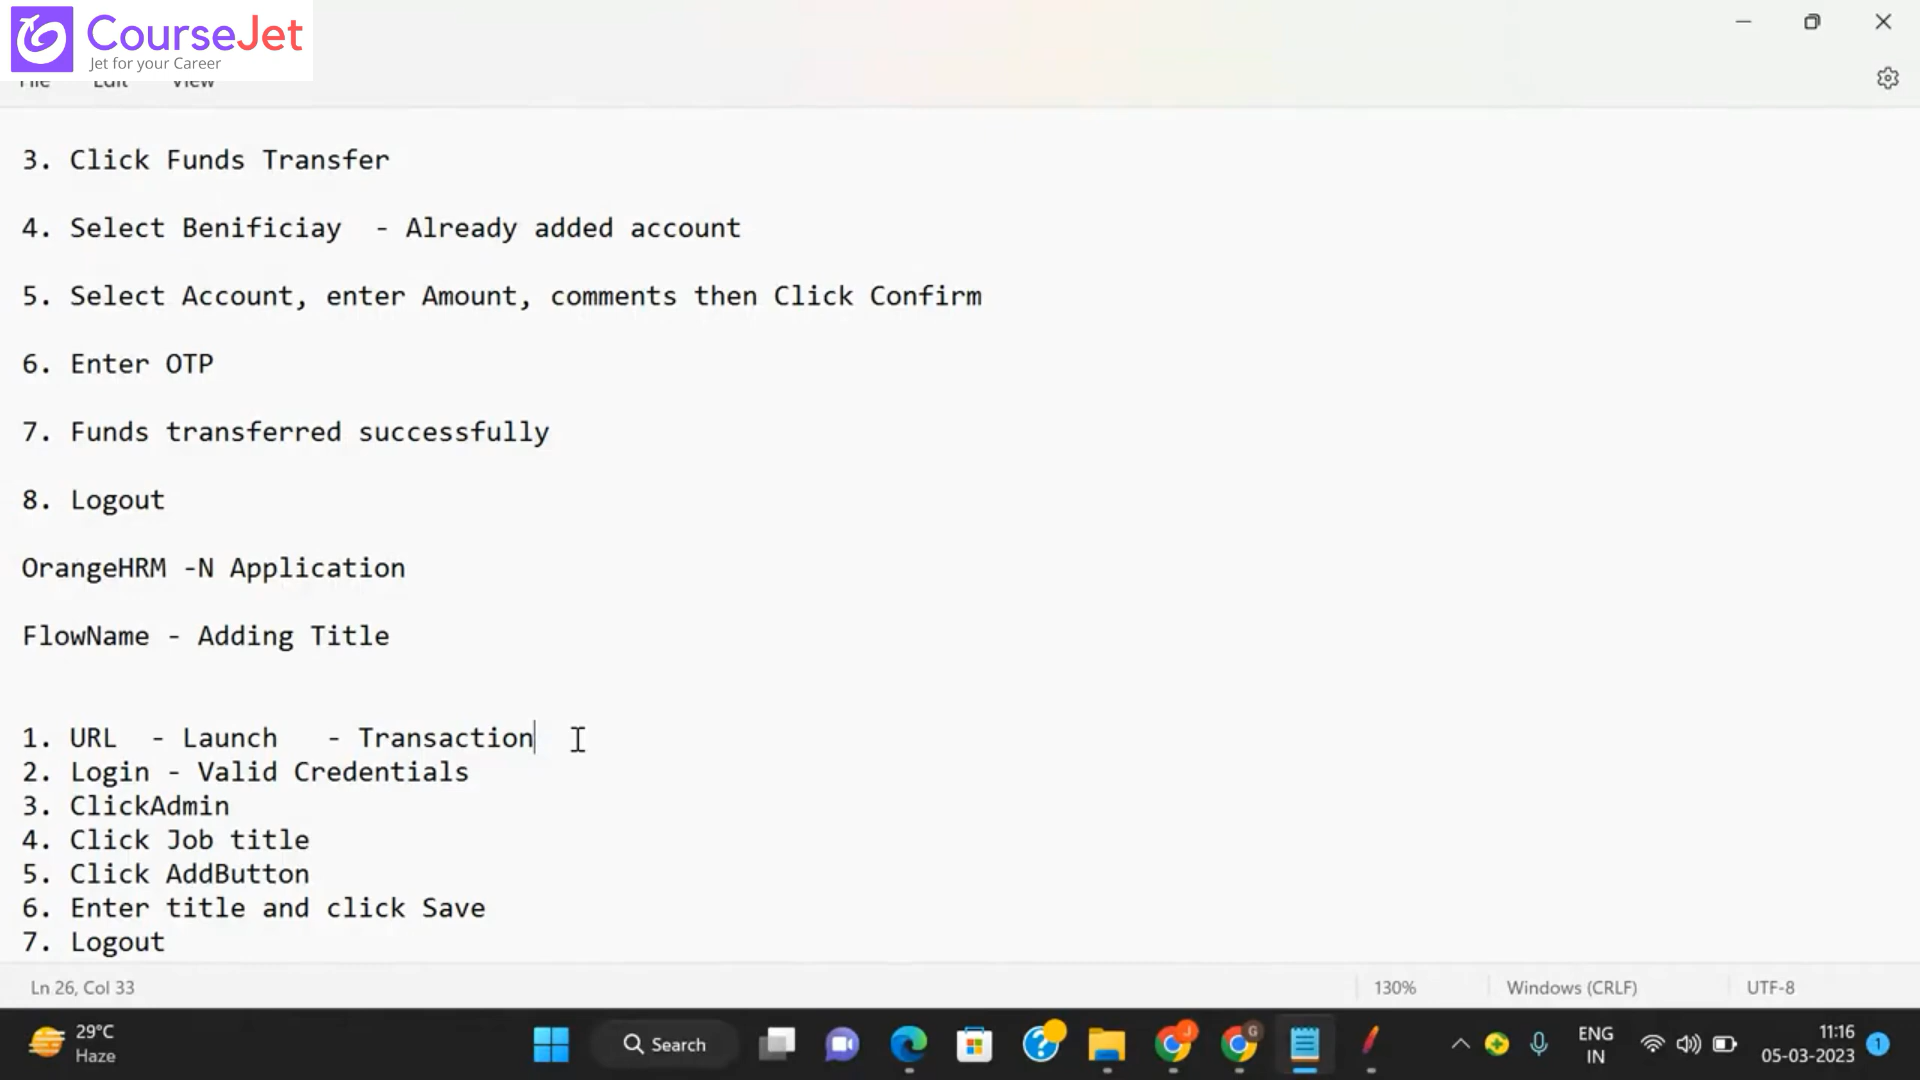 CourseJet
Jet for your Career
File Edit View
3. Click Funds Transfer
4. Select Benificiay  - Already added account
5. Select Account, enter Amount, comments then Click Confirm
6. Enter OTP
7. Funds transferred successfully
8. Logout
OrangeHRM -N Application
FlowName - Adding Title
1. URL  - Launch   - Transaction
2. Login - Valid Credentials
3. ClickAdmin
4. Click Job title
5. Click AddButton
6. Enter title and click Save
7. Logout
Ln 26, Col 33 130% Windows (CRLF) UTF-8
29°C
Haze
Search
J
G
ENG
IN
11:16
05-03-2023
1